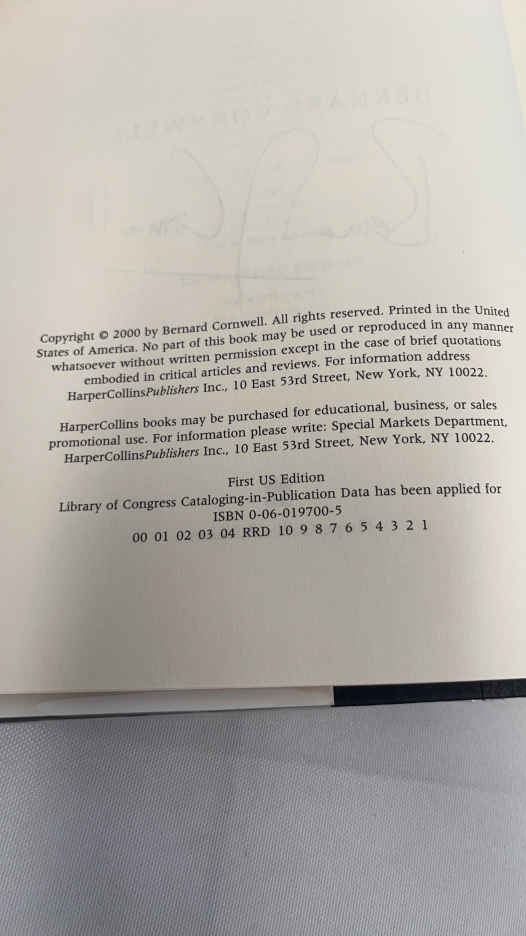 Copyright © 2000 by Bernard Cornwell. All rights reserved. Printed in the United
States of America. No part of this book may be used or reproduced in any manner
whatsoever without written permission except in the case of brief quotations
embodied in critical articles and reviews. For information address
HarperCollinsPublishers Inc., 10 East 53rd Street, New York, NY 10022.
HarperCollins books may be purchased for educational, business, or sales
promotional use. For information please write: Special Markets Department,
HarperCollinsPublishers Inc., 10 East 53rd Street, New York, NY 10022.
First US Edition
Library of Congress Cataloging-in-Publication Data has been applied for
ISBN 0-06-019700-5
00 01 02 03 04 RRD 10 9 8 7 6 5 4 3 2 1